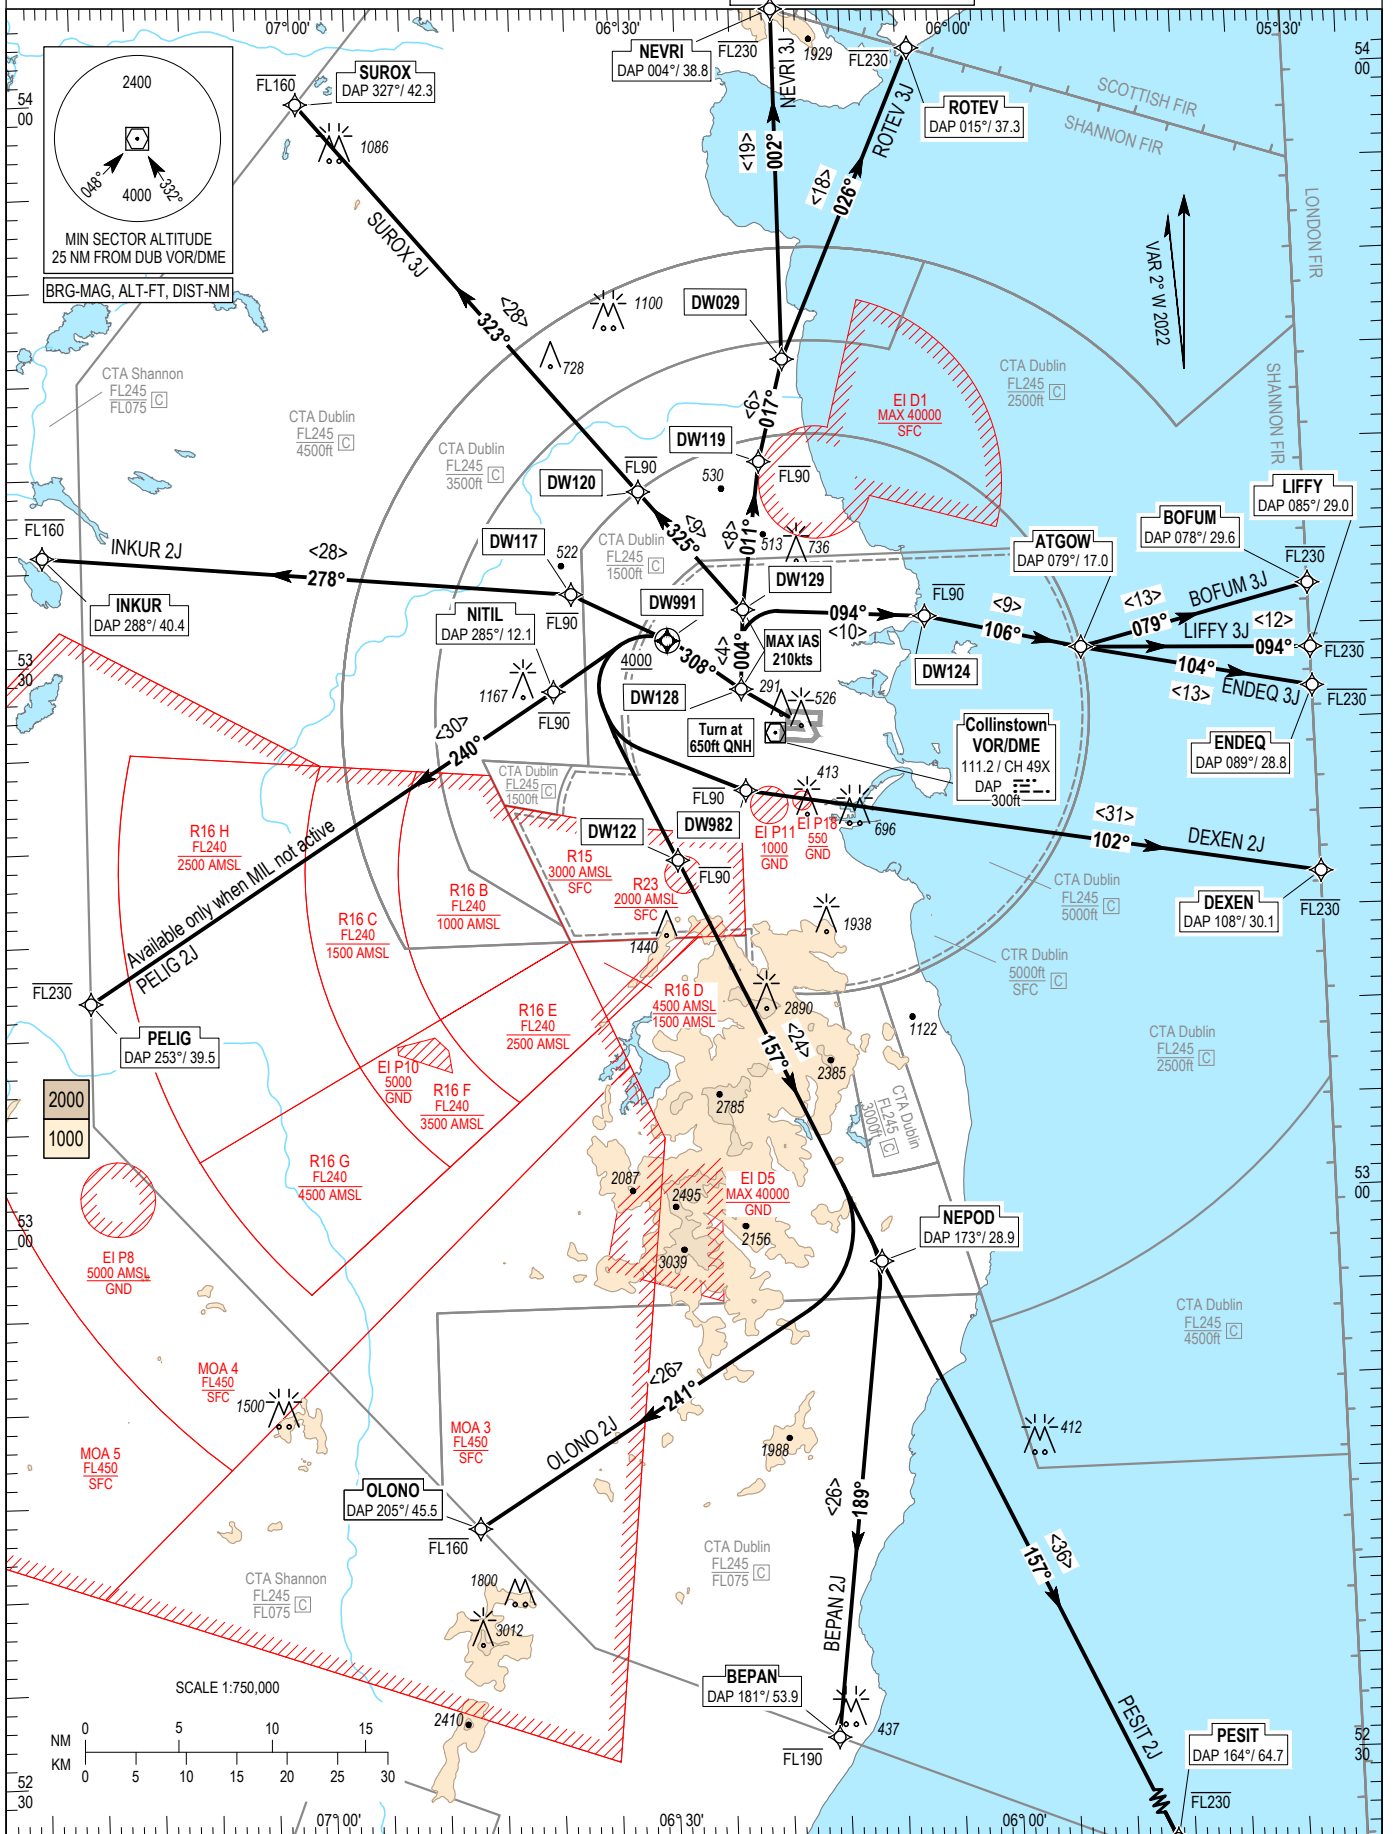 07°00'
06°30'
06°00'
05°30'
NEVRI
DAP 004°/ 38.8
FL230
1929
FL230
54
00
SUROX
DAP 327°/ 42.3
FL160
2400
048°
4000
332°
MIN SECTOR ALTITUDE
25 NM FROM DUB VOR/DME
BRG-MAG, ALT-FT, DIST-NM
54
00
NEVRI 3J
ROTEV 3J
ROTEV
DAP 015°/ 37.3
SCOTTISH FIR
SHANNON FIR
LONDON FIR
SHANNON FIR
1086
<19>
002°
<18>
026°
VAR 2° W 2022
SUROX 3J
<28>
323°
1100
728
DW029
CTA Shannon
FL245
FL075
C
CTA Dublin
FL245
4500ft
C
CTA Dublin
FL245
3500ft
C
CTA Dublin
FL245
2500ft
C
EI D1
MAX 40000
SFC
<6>
017°
DW119
FL90
DW120
FL90
530
LIFFY
DAP 085°/ 29.0
BOFUM
DAP 078°/ 29.6
FL230
ATGOW
DAP 079°/ 17.0
FL160
INKUR 2J
<28>
278°
DW117
522
CTA Dublin
FL245
1500ft
C
<9>
325°
<8>
011°
513
736
DW129
INKUR
DAP 288°/ 40.4
FL90
NITIL
DAP 285°/ 12.1
DW991
FL90
094°
<10>
<9>
106°
<13>
079°
BOFUM 3J
LIFFY 3J
<12>
094°
FL230
104°
<13>
ENDEQ 3J
FL230
DW124
MAX IAS
210kts
<4>
004°
308°
4000
53
30
1167
FL90
DW128
291
526
Turn at
650ft QNH
Collinstown
VOR/DME
111.2 / CH 49X
DAP
300ft
ENDEQ
DAP 089°/ 28.8
<30>
240°
CTA Dublin
FL245
1500ft
C
FL90
413
696
<31>
102°
DEXEN 2J
DW122
DW982
EI P11
1000
GND
EI P18
550
GND
R16 H
FL240
2500 AMSL
R15
3000 AMSL
SFC
R23
2000 AMSL
SFC
FL90
R16 B
FL240
1000 AMSL
R16 C
FL240
1500 AMSL
CTA Dublin
FL245
5000ft
C
DEXEN
DAP 108°/ 30.1
FL230
Available only when MIL not active
PELIG 2J
1440
1938
CTR Dublin
5000ft
SFC
C
FL230
R16 D
4500 AMSL
1500 AMSL
2890
R16 E
FL240
2500 AMSL
1122
PELIG
DAP 253°/ 39.5
<24>
157°
2385
CTA Dublin
FL245
2500ft
C
EI P10
5000
GND
R16 F
FL240
3500 AMSL
2000
1000
2785
CTA Dublin
FL245
3000ft
C
R16 G
FL240
4500 AMSL
2087
2495
EI D5
MAX 40000
GND
53
00
2156
3039
NEPOD
DAP 173°/ 28.9
53
00
EI P8
5000 AMSL
GND
CTA Dublin
FL245
4500ft
C
MOA 4
FL450
SFC
1500
<26>
241°
OLONO 2J
MOA 3
FL450
SFC
1988
412
MOA 5
FL450
SFC
OLONO
DAP 205°/ 45.5
FL160
<26>
189°
<36>
157°
CTA Dublin
FL245
FL075
C
CTA Shannon
FL245
FL075
C
1800
3012
BEPAN 2J
BEPAN
DAP 181°/ 53.9
SCALE 1:750,000
2410
437
PESIT 2J
PESIT
DAP 164°/ 64.7
52
30
NM
0 5 10 15
KM
0 5 10 15 20 25 30
FL190
FL230
52
30
07°00'
06°30'
06°00'